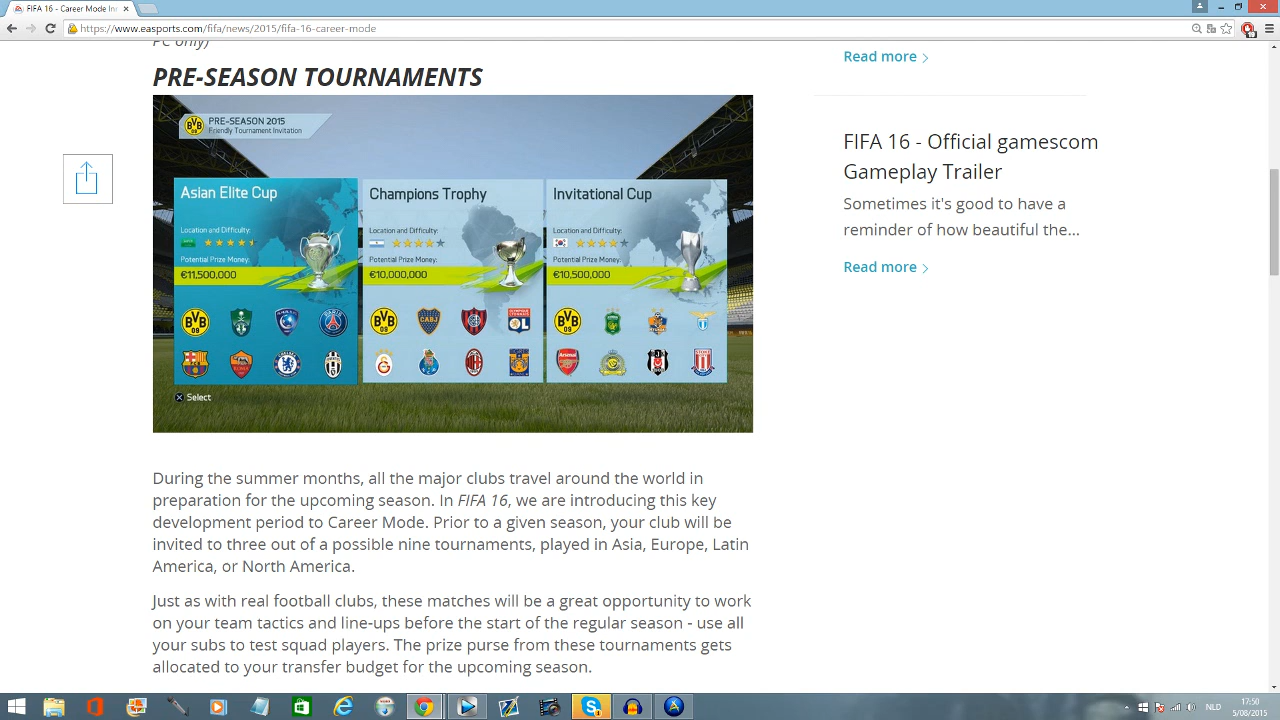 FIFA 16 - Career Mode In
https://www.easports.com/fifa/news/2015/fifa-16-career-mode
PC only)
PRE-SEASON TOURNAMENTS
PRE-SEASON 2015
Friendly Tournament Invitation
Asian Elite Cup
Location and Difficulty:
Potential Prize Money:
€11,500,000
Champions Trophy
Location and Difficulty:
Potential Prize Money:
€10,000,000
Invitational Cup
Location and Difficulty:
Potential Prize Money:
€10,500,000
Select
During the summer months, all the major clubs travel around the world in
preparation for the upcoming season. In FIFA 16, we are introducing this key
development period to Career Mode. Prior to a given season, your club will be
invited to three out of a possible nine tournaments, played in Asia, Europe, Latin
America, or North America.
Just as with real football clubs, these matches will be a great opportunity to work
on your team tactics and line-ups before the start of the regular season - use all
your subs to test squad players. The prize purse from these tournaments gets
allocated to your transfer budget for the upcoming season.
Read more
FIFA 16 - Official gamescom
Gameplay Trailer
Sometimes it's good to have a
reminder of how beautiful the...
Read more
NLD
17:50
5/08/2015